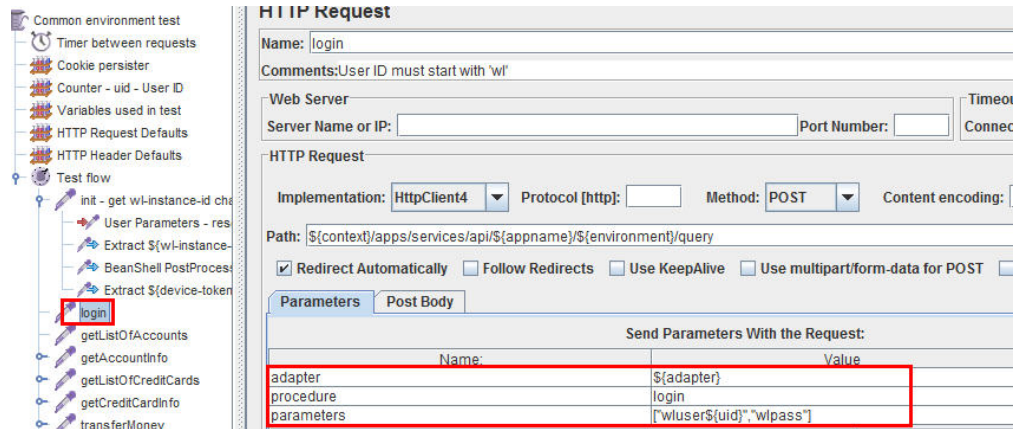 Common environment test
Timer between requests
Cookie persister
Counter - uid - User ID
Variables used in test
HTTP Request Defaults
HTTP Header Defaults
Test flow
init - get wl-instance-id cha
User Parameters - res
Extract ${wl-instance-
BeanShell PostProcess
Extract ${device-token
login
getListOfAccounts
getAccountInfo
getListOfCreditCards
getCreditCardInfo
transferMoney
HTTP Request
Name: login
Comments:User ID must start with 'wl'
Web Server
Timeou
Server Name or IP:
Port Number:
Connec
HTTP Request
Implementation: HttpClient4 Protocol [http]: Method: POST Content encoding:
Path: ${context}/apps/services/api/${appname}/${environment}/query
Redirect Automatically Follow Redirects Use KeepAlive Use multipart/form-data for POST
Parameters Post Body
Send Parameters With the Request:
Name: Value
adapter ${adapter}
procedure login
parameters ["wluser${uid}","wlpass"]